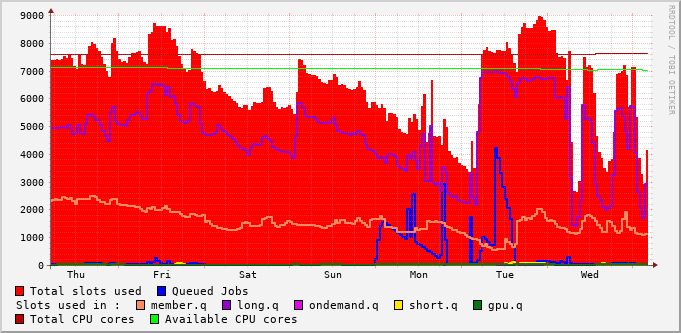 9000
8000
7000
6000
5000
4000
3000
2000
1000
0
Thu Fri Sat Sun Mon Tue Wed
RRDTOOL / TOBI OETIKER
Total slots used Queued Jobs
Slots used in : member.q long.q ondemand.q short.q gpu.q
Total CPU cores Available CPU cores